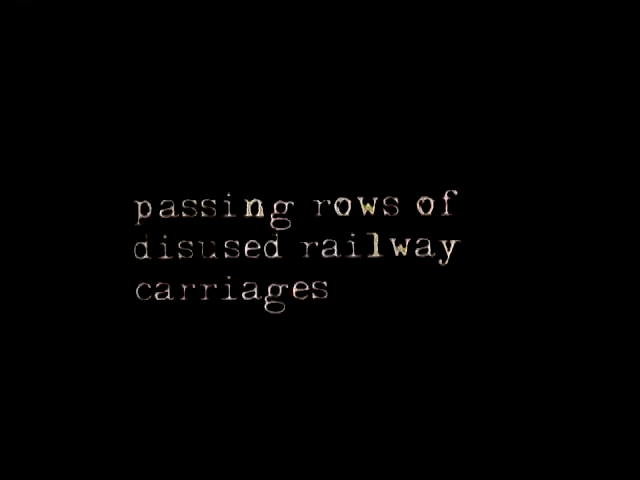 passing rows of
disused railway
carriages